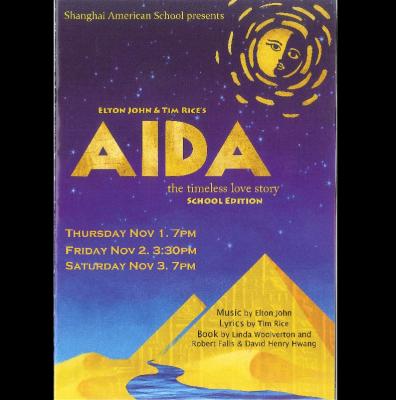 Shanghai American School presents
ELTON JOHN & TIM RICE'S
AIDA
the timeless love story
SCHOOL EDITION
THURSDAY NOV 1. 7PM
FRIDAY NOV 2. 3:30PM
SATURDAY NOV 3. 7PM
Music by Elton John
Lyrics by Tim Rice
Book by Linda Woolverton and
Robert Falls & David Henry Hwang